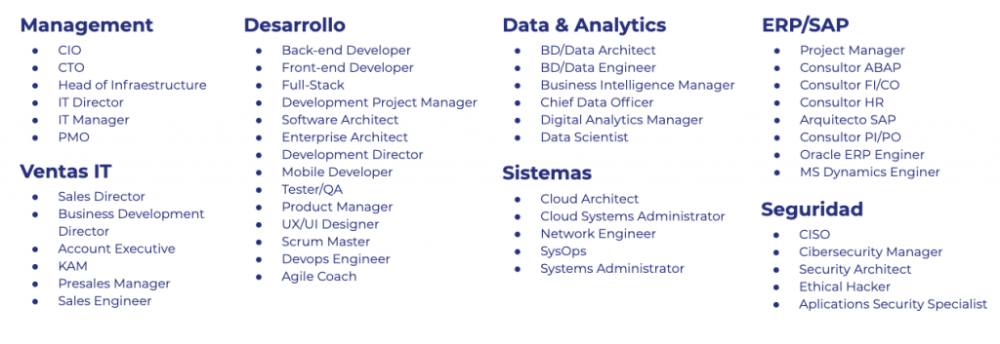 Management
● CIO
● CTO
● Head of Infraestructure
● IT Director
● IT Manager
● PMO
Ventas IT
● Sales Director
● Business Development
Director
● Account Executive
● KAM
● Presales Manager
● Sales Engineer
Desarrollo
● Back-end Developer
● Front-end Developer
● Full-Stack
● Development Project Manager
● Software Architect
● Enterprise Architect
● Development Director
● Mobile Developer
● Tester/QA
● Product Manager
● UX/UI Designer
● Scrum Master
● Devops Engineer
● Agile Coach
Data & Analytics
● BD/Data Architect
● BD/Data Engineer
● Business Intelligence Manager
● Chief Data Officer
● Digital Analytics Manager
● Data Scientist
Sistemas
● Cloud Architect
● Cloud Systems Administrator
● Network Engineer
● SysOps
● Systems Administrator
ERP/SAP
● Project Manager
● Consultor ABAP
● Consultor FI/CO
● Consultor HR
● Arquitecto SAP
● Consultor PI/PO
● Oracle ERP Enginer
● MS Dynamics Enginer
Seguridad
● CISO
● Cibersecurity Manager
● Security Architect
● Ethical Hacker
● Aplications Security Specialist